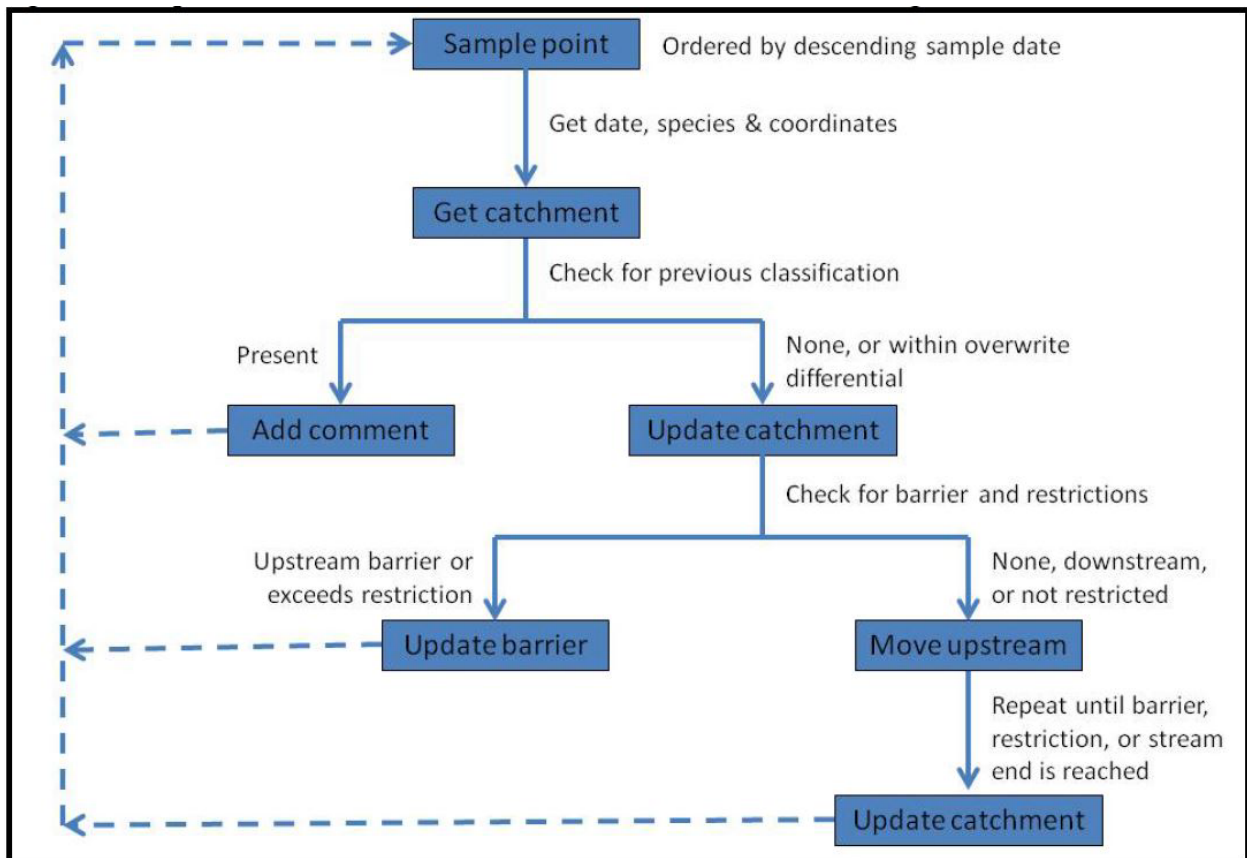 Sample point
Ordered by descending sample date
Get date, species & coordinates
Get catchment
Check for previous classification
Present
None, or within overwrite
differential
Add comment
Update catchment
Check for barrier and restrictions
Upstream barrier or
exceeds restriction
None, downstream,
or not restricted
Update barrier
Move upstream
Repeat until barrier,
restriction, or stream
end is reached
Update catchment